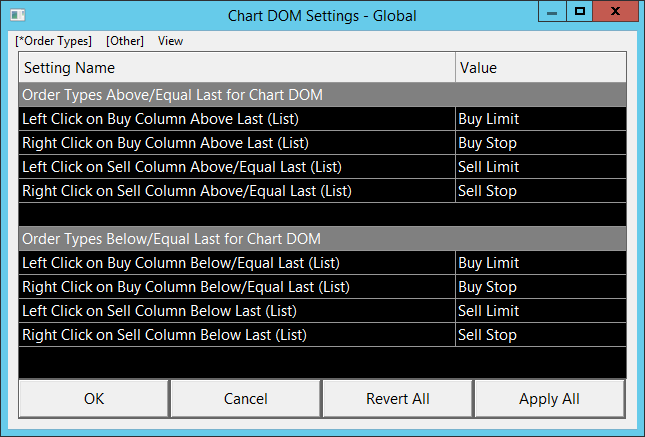 Chart DOM Settings - Global
[*Order Types] [Other] View
Setting Name Value
Order Types Above/Equal Last for Chart DOM
Left Click on Buy Column Above Last (List) Buy Limit
Right Click on Buy Column Above Last (List) Buy Stop
Left Click on Sell Column Above/Equal Last (List) Sell Limit
Right Click on Sell Column Above/Equal Last (List) Sell Stop
Order Types Below/Equal Last for Chart DOM
Left Click on Buy Column Below/Equal Last (List) Buy Limit
Right Click on Buy Column Below/Equal Last (List) Buy Stop
Left Click on Sell Column Below Last (List) Sell Limit
Right Click on Sell Column Below Last (List) Sell Stop
OK Cancel Revert All Apply All